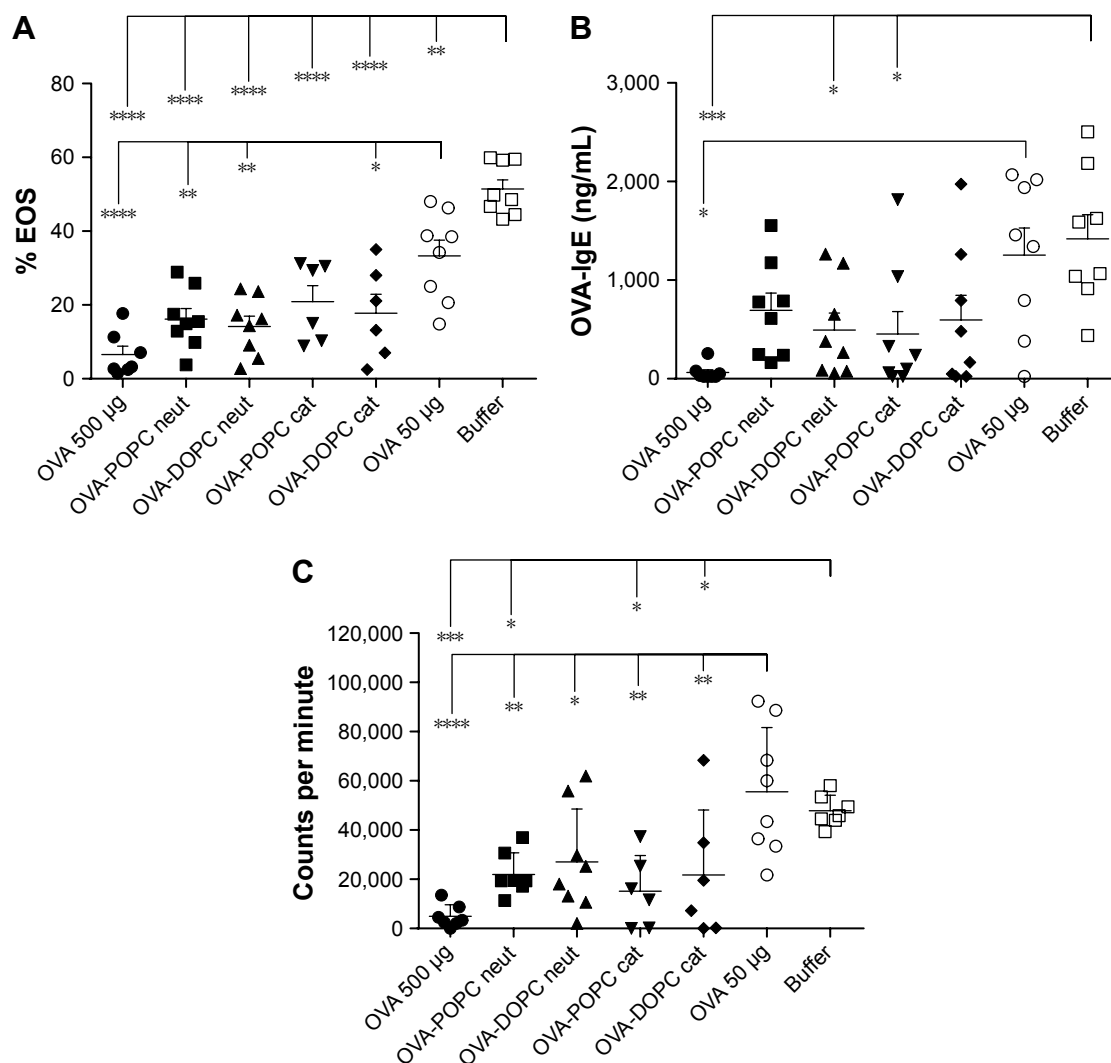 A
**** **** **** **** **** **
% EOS
80
60
40
20
0
**** ** ** *
OVA 500 µg
OVA-POPC neut
OVA-DOPC neut
OVA-POPC cat
OVA-DOPC cat
OVA 50 µg
Buffer
B
*** * *
OVA-IgE (ng/mL)
3,000
2,000
1,000
0
*
OVA 500 µg
OVA-POPC neut
OVA-DOPC neut
OVA-POPC cat
OVA-DOPC cat
OVA 50 µg
Buffer
C
*** * * *
Counts per minute
120,000
100,000
80,000
60,000
40,000
20,000
0
**** ** * ** **
OVA 500 µg
OVA-POPC neut
OVA-DOPC neut
OVA-POPC cat
OVA-DOPC cat
OVA 50 µg
Buffer